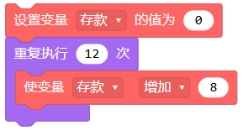 设置变量 存款 的值为 0
重复执行 12 次
使变量 存款 增加 8